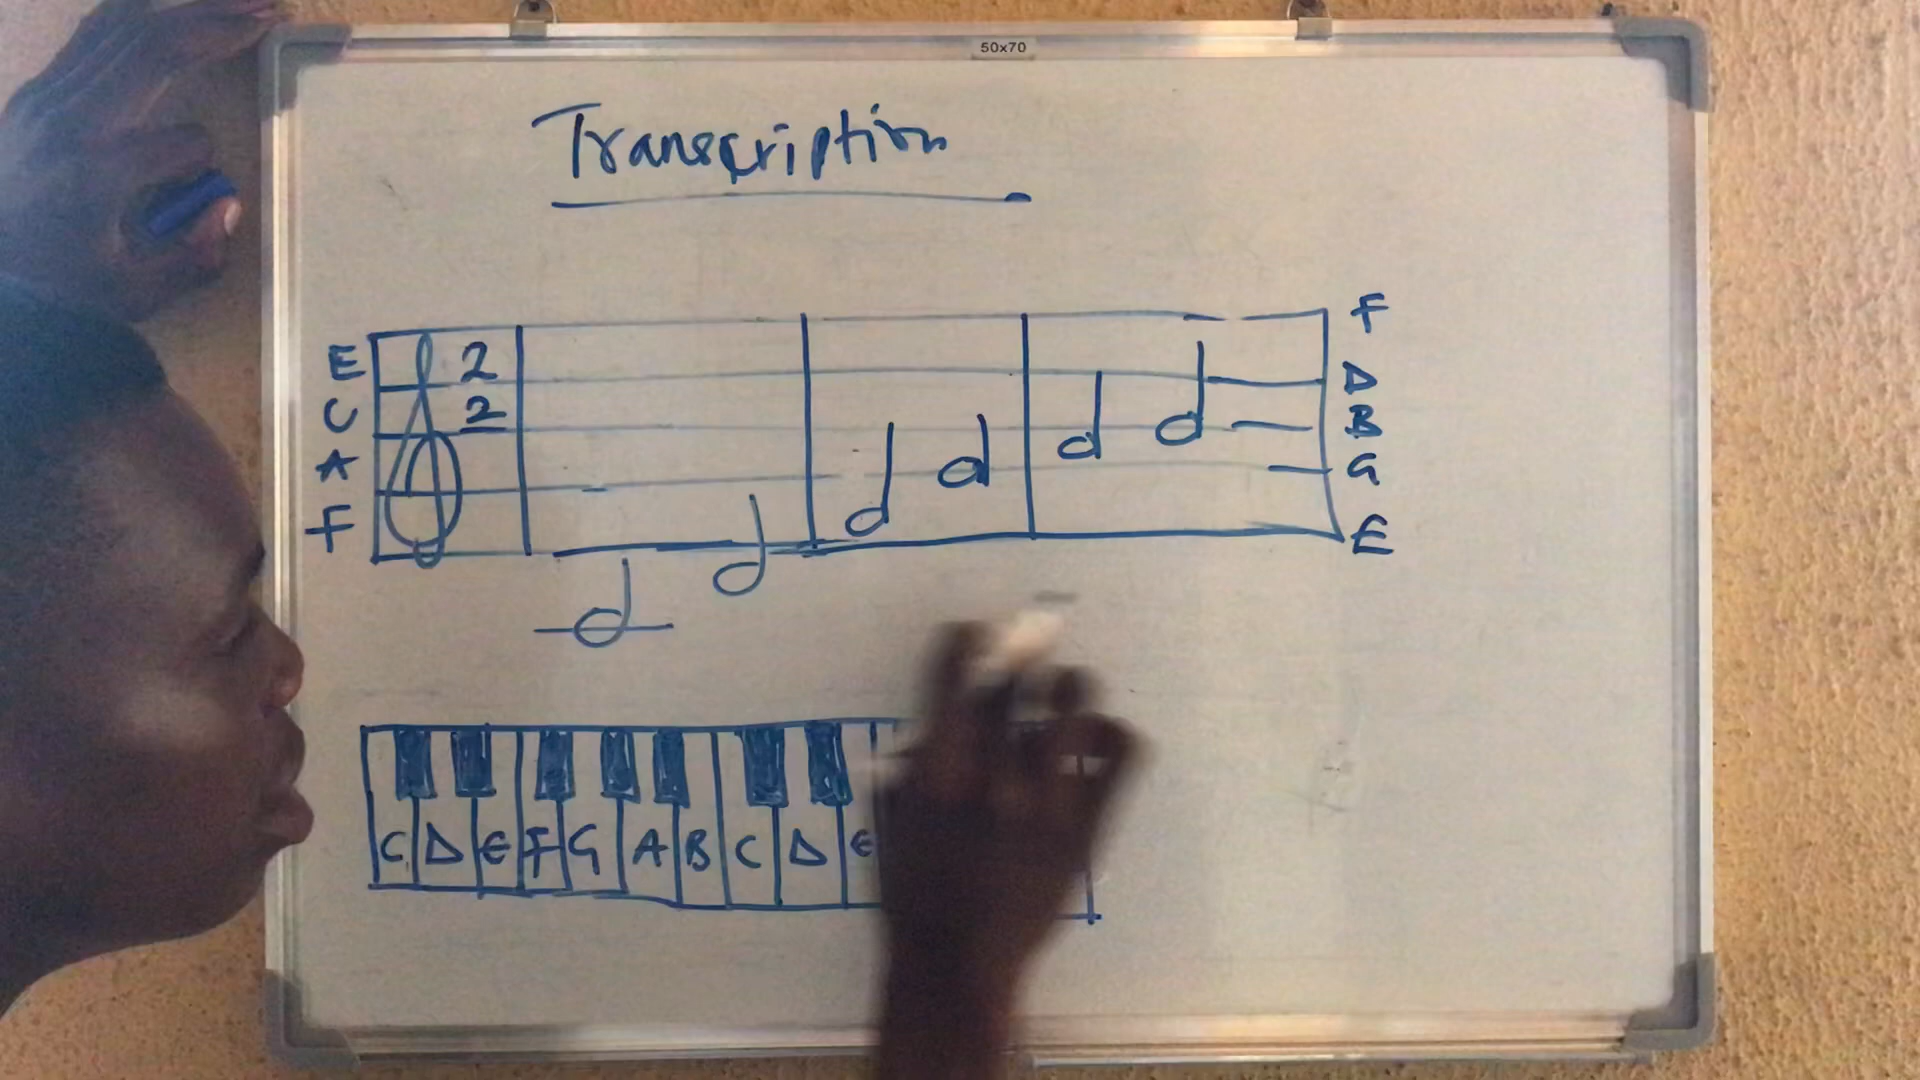 50x70
Transcription
F
E 2 D
C 2 B
A G
F E
C D E F G A B C D E